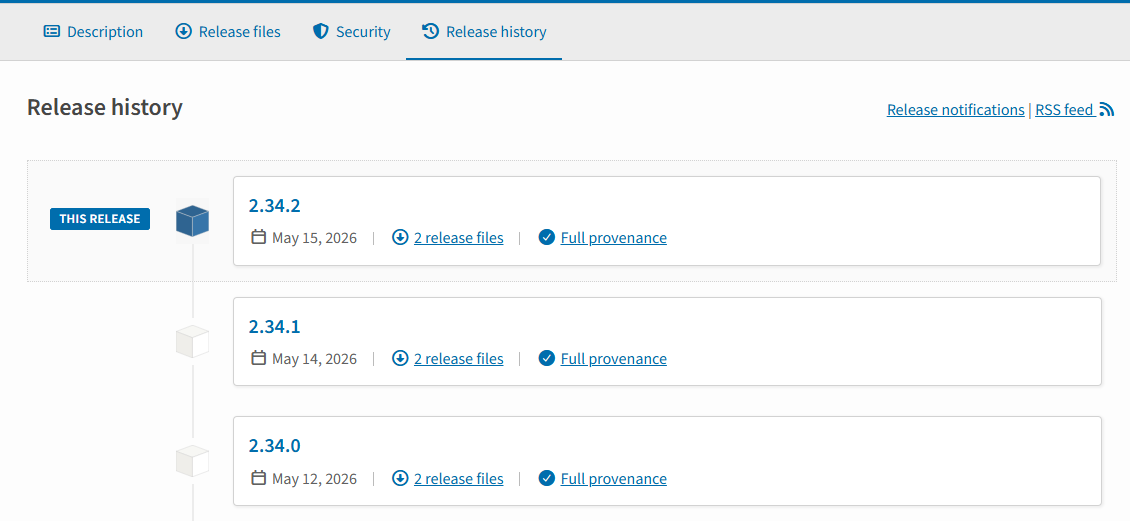 Description Release files Security Release history
Release history
Release notifications | RSS feed
THIS RELEASE
2.34.2
May 15, 2026 | 2 release files | Full provenance
2.34.1
May 14, 2026 | 2 release files | Full provenance
2.34.0
May 12, 2026 | 2 release files | Full provenance